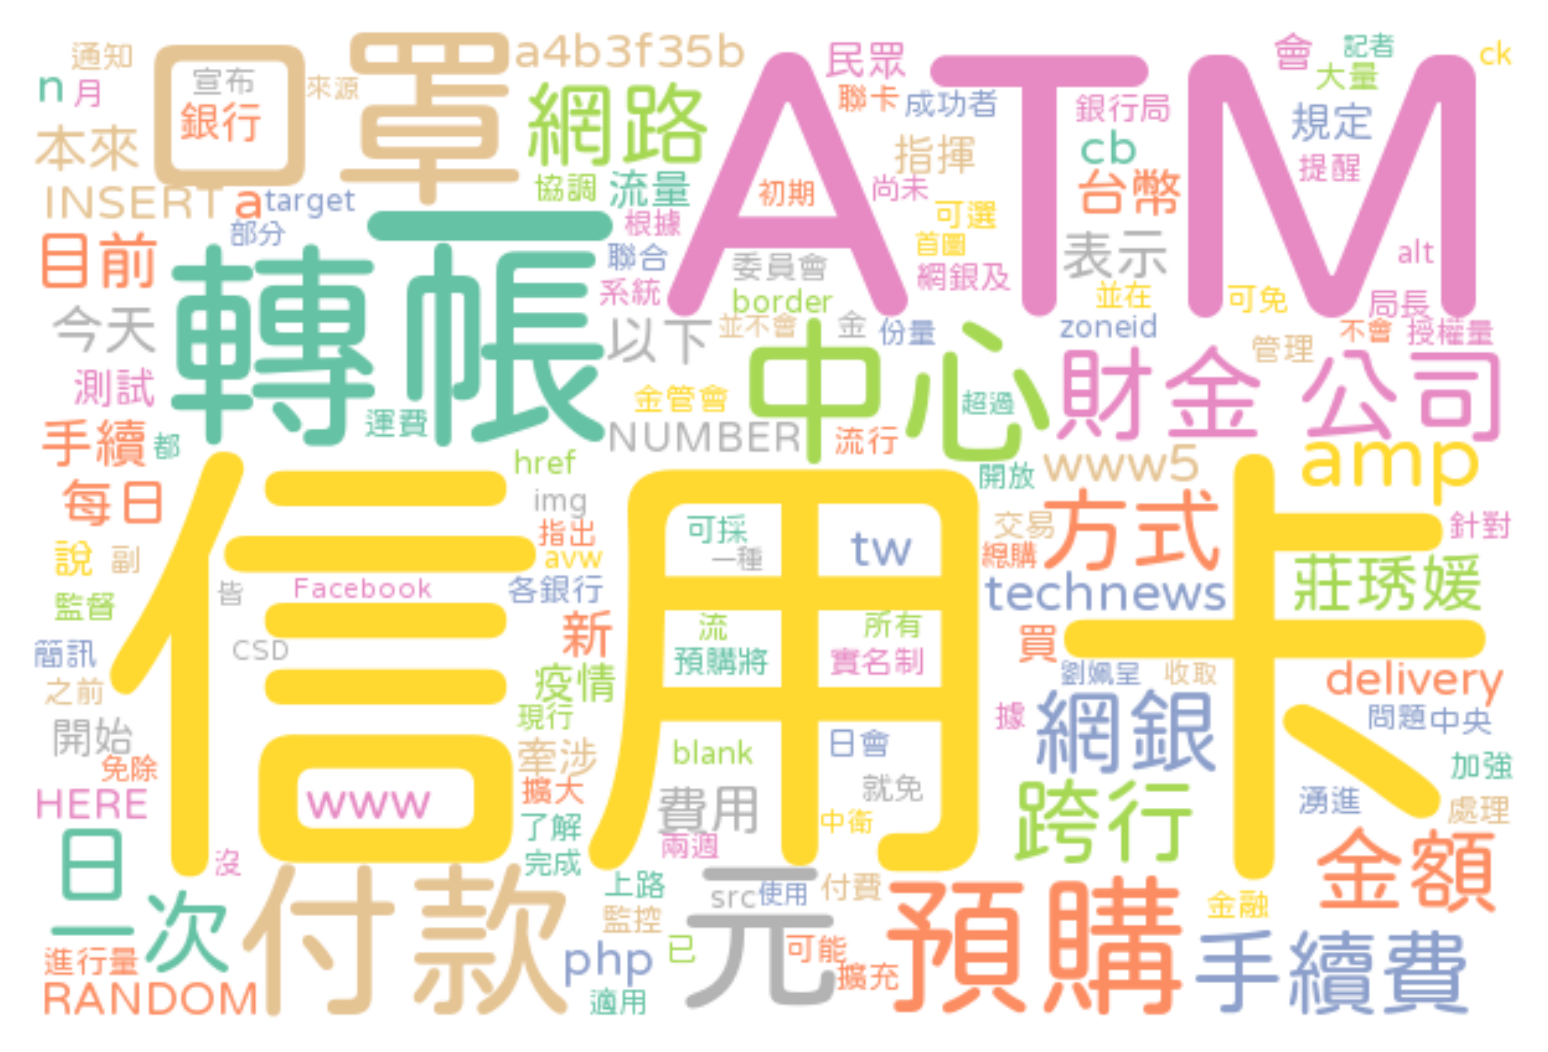 通知
口罩
a4b3f35b
ATM
民眾
會
記者
ck
n
月
宣布
來源
銀行
網路
聯卡
成功者
銀行局
大量
規定
本來
指揮
cb
提醒
INSERT
a
target
協調
流量
初期
尚未
台幣
部分
根據
可選
目前
轉帳
聯合
委員會
首圖
網銀及
表示
alt
系統
border
並在
可免
局長
今天
以下
並不會
金
份量
zoneid
管理
不會
授權量
測試
運費
金管會
中心
超過
財金
公司
手續
都
NUMBER
流行
信用卡
href
開放
www5
amp
每日
img
指出
可採
一種
tw
交易
總購
方式
針對
說
副
avw
皆
Facebook
各銀行
technews
莊琇媛
監督
新
流
所有
買
簡訊
CSD
預購將
實名制
劉姵呈
收取
之前
疫情
delivery
開始
現行
據
網銀
問題
中央
免除
牽涉
blank
日會
加強
HERE
www
擴大
費用
就免
跨行
湧進
處理
日
了解
兩週
中衛
沒
完成
金額
一次
付款
上路
元
src
使用
付費
預購
金融
監控
手續費
進行量
php
已
可能
擴充
RANDOM
適用